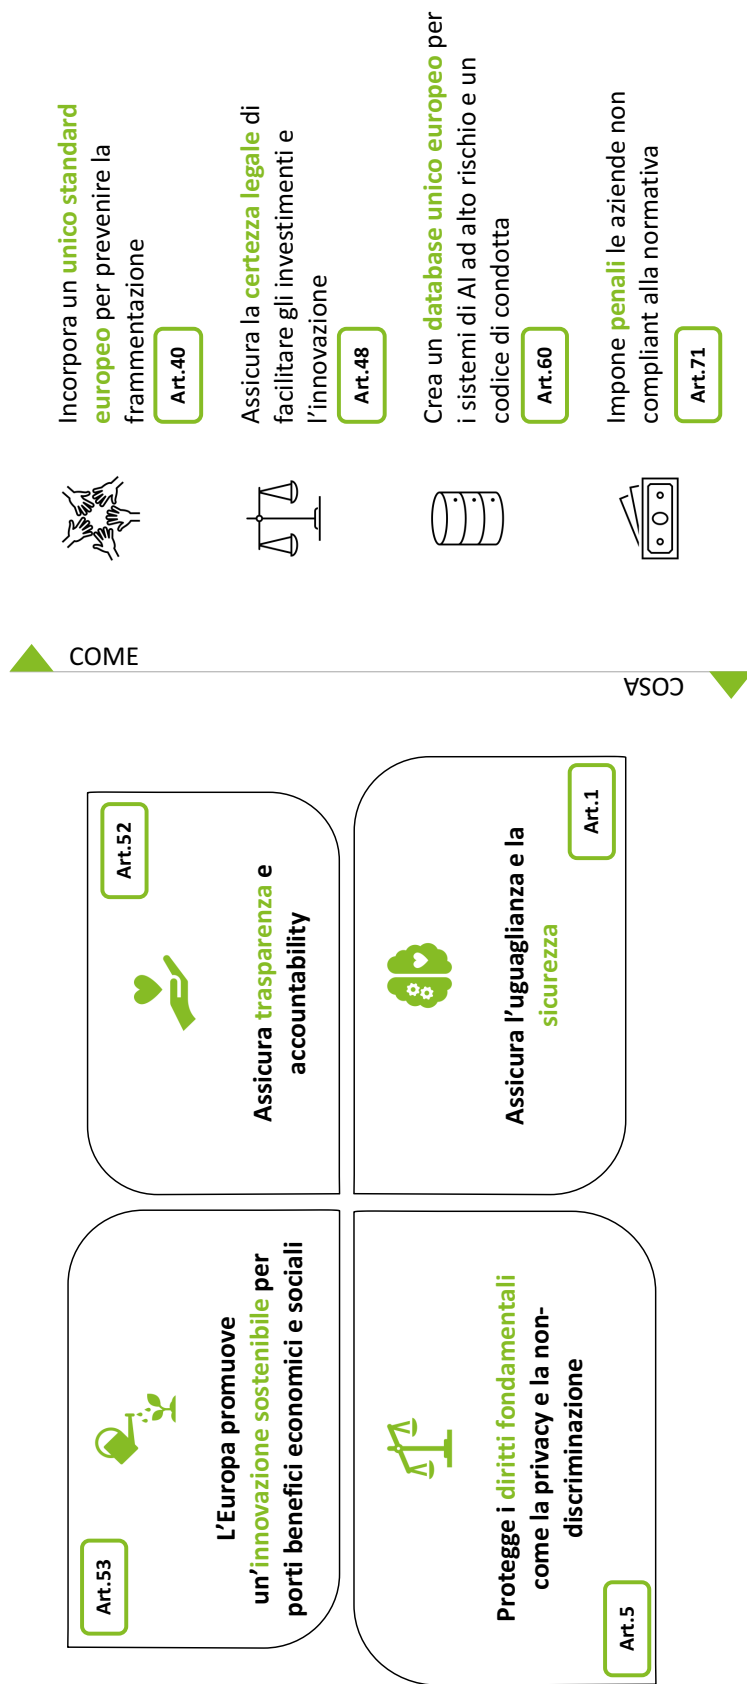 Art.53
L'Europa promuove
un'innovazione sostenibile per
porti benefici economici e sociali
Art.52
Assicura trasparenza e
accountability
Protegge i diritti fondamentali
come la privacy e la non-
discriminazione
Art.5
Assicura l'uguaglianza e la
sicurezza
Art.1
COSA
COME
Incorpora un unico standard
europeo per prevenire la
frammentazione
Art.40
Assicura la certezza legale di
facilitare gli investimenti e
l'innovazione
Art.48
Crea un database unico europeo per
i sistemi di AI ad alto rischio e un
codice di condotta
Art.60
Impone penali le aziende non
compliant alla normativa
Art.71